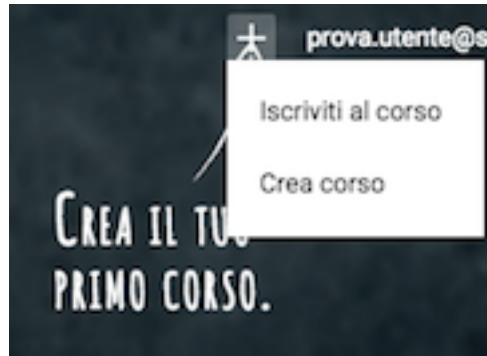 prova.utente@s
Iscriviti al corso
Crea corso
CREA IL TUO
PRIMO CORSO.